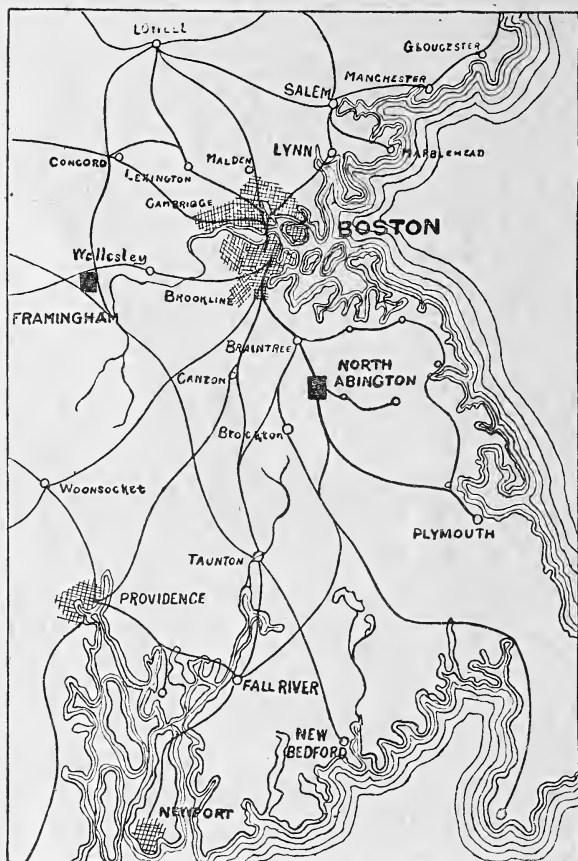 LOWELL
GLOUCESTER
MANCHESTER
SALEM
LYNN
MARBLEHEAD
CONCORD
LEXINGTON
MALDEN
CAMBRIDGE
BOSTON
Wellesley
BROOKLINE
FRAMINGHAM
BRAINTREE
NORTH
ABINGTON
CANTON
Brockton
WOONSOCKET
PLYMOUTH
TAUNTON
PROVIDENCE
FALL RIVER
NEW
BEDFORD
NEWPORT